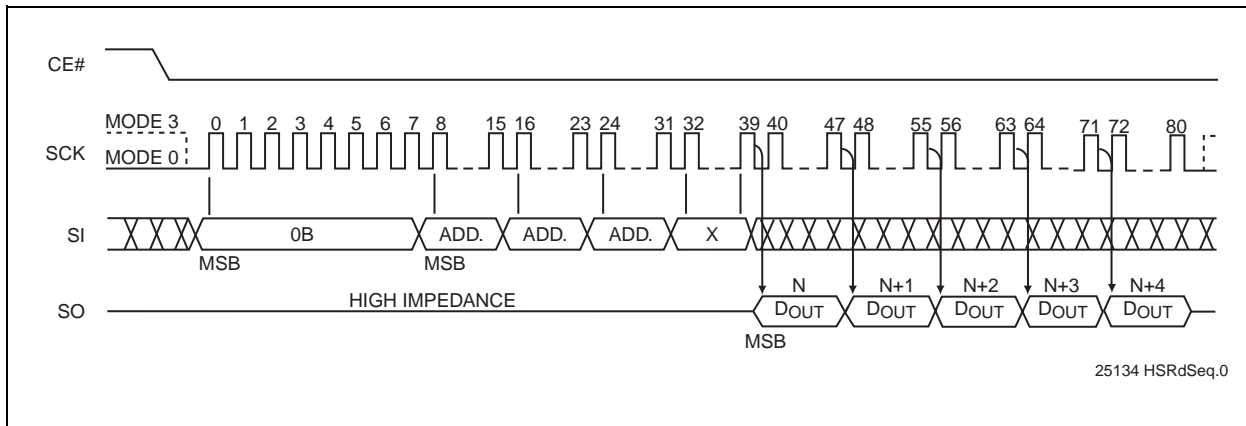 CE#
MODE 3
0 1 2 3 4 5 6 7 8 15 16 23 24 31 32 39 40 47 48 55 56 63 64 71 72 80
SCK
MODE 0
SI
0B ADD. ADD. ADD. X
MSB MSB
N N+1 N+2 N+3 N+4
HIGH IMPEDANCE
SO
DOUT DOUT DOUT DOUT DOUT
MSB
25134 HSRdSeq.0